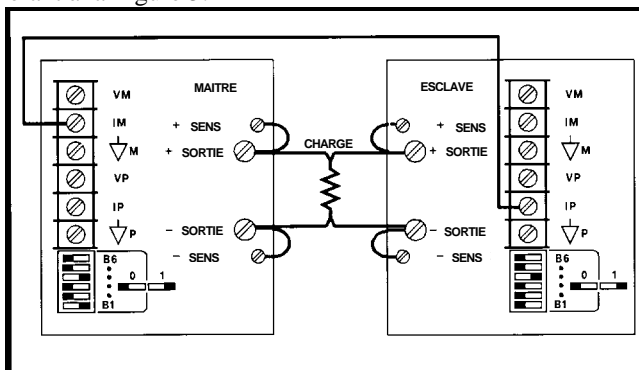 MAITRE
VM
IM
M
VP
IP
P
B6
0 1
B1
+ SENS
+ SORTIE
- SORTIE
- SENS
CHARGE
ESCLAVE
+ SENS
+ SORTIE
- SORTIE
- SENS
VM
IM
M
VP
IP
P
B6
0 1
B1